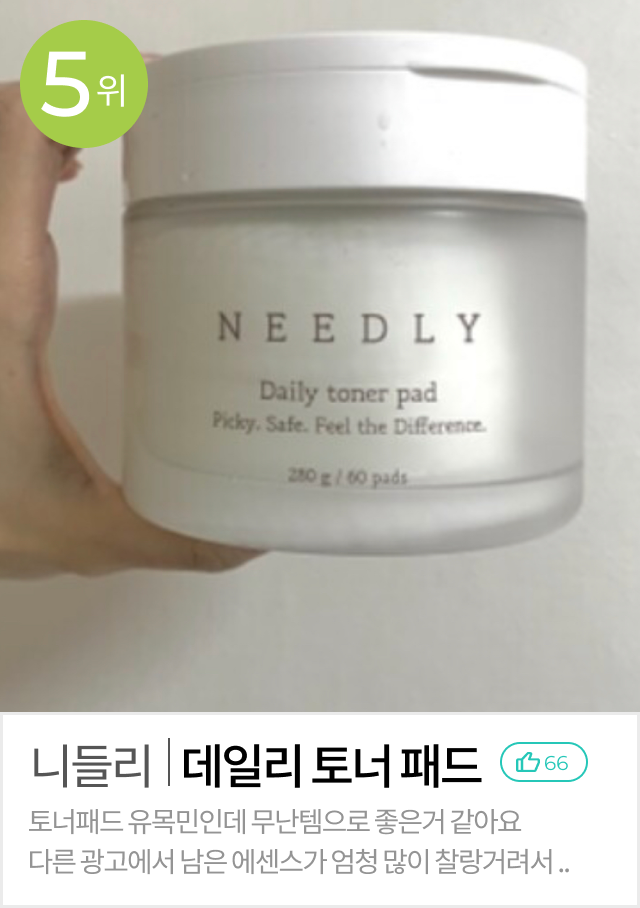 5위
NEEDLY
Daily toner pad
Picky. Safe. Feel the Difference.
280 g / 60 pads
니들리 | 데일리 토너 패드 66
토너패드 유목민인데 무난템으로 좋은거 같아요
다른 광고에서 남은 에센스가 엄청 많이 찰랑거려서 ..